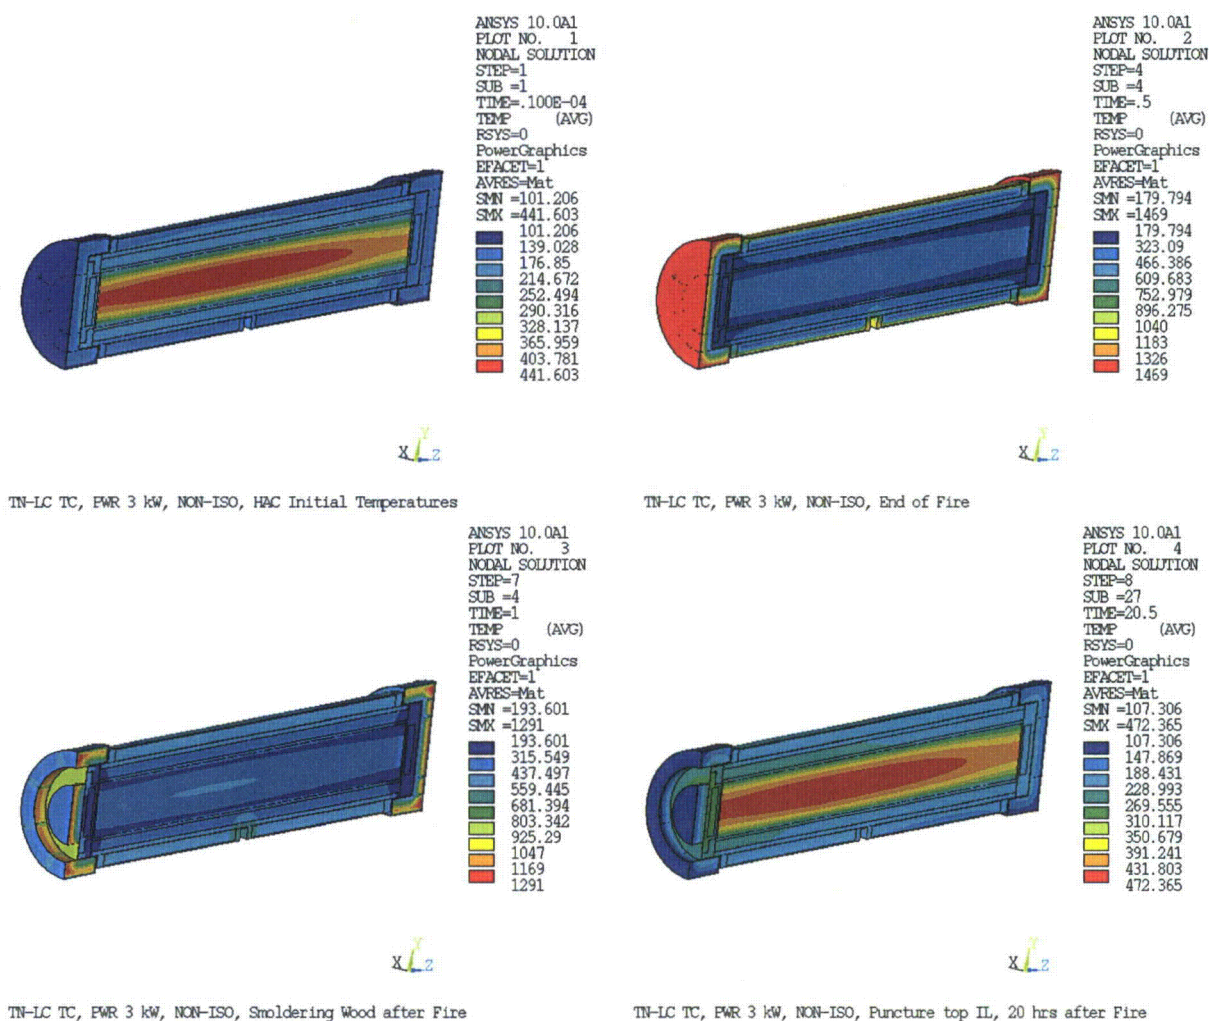 ANSYS 10.0A1
PLOT NO. 1
NODAL SOLUTION
STEP=1
SUB =1
TIME=.100E-04
TEMP (AVG)
RSYS=0
PowerGraphics
EFACET=1
AVRES=Mat
SMN =101.206
SMX =441.603
101.206
139.028
176.85
214.672
252.494
290.316
328.137
365.959
403.781
441.603
Y
X Z
TN-LC TC, PWR 3 kW, NON-ISO, HAC Initial Temperatures
ANSYS 10.0A1
PLOT NO. 2
NODAL SOLUTION
STEP=4
SUB =4
TIME=.5
TEMP (AVG)
RSYS=0
PowerGraphics
EFACET=1
AVRES=Mat
SMN =179.794
SMX =1469
179.794
323.09
466.386
609.683
752.979
896.275
1040
1183
1326
1469
Y
X Z
TN-LC TC, PWR 3 kW, NON-ISO, End of Fire
ANSYS 10.0A1
PLOT NO. 3
NODAL SOLUTION
STEP=7
SUB =4
TIME=1
TEMP (AVG)
RSYS=0
PowerGraphics
EFACET=1
AVRES=Mat
SMN =193.601
SMX =1291
193.601
315.549
437.497
559.445
681.394
803.342
925.29
1047
1169
1291
Y
X Z
TN-LC TC, PWR 3 kW, NON-ISO, Smoldering Wood after Fire
ANSYS 10.0A1
PLOT NO. 4
NODAL SOLUTION
STEP=8
SUB =27
TIME=20.5
TEMP (AVG)
RSYS=0
PowerGraphics
EFACET=1
AVRES=Mat
SMN =107.306
SMX =472.365
107.306
147.869
188.431
228.993
269.555
310.117
350.679
391.241
431.803
472.365
Y
X Z
TN-LC TC, PWR 3 kW, NON-ISO, Puncture top IL, 20 hrs after Fire